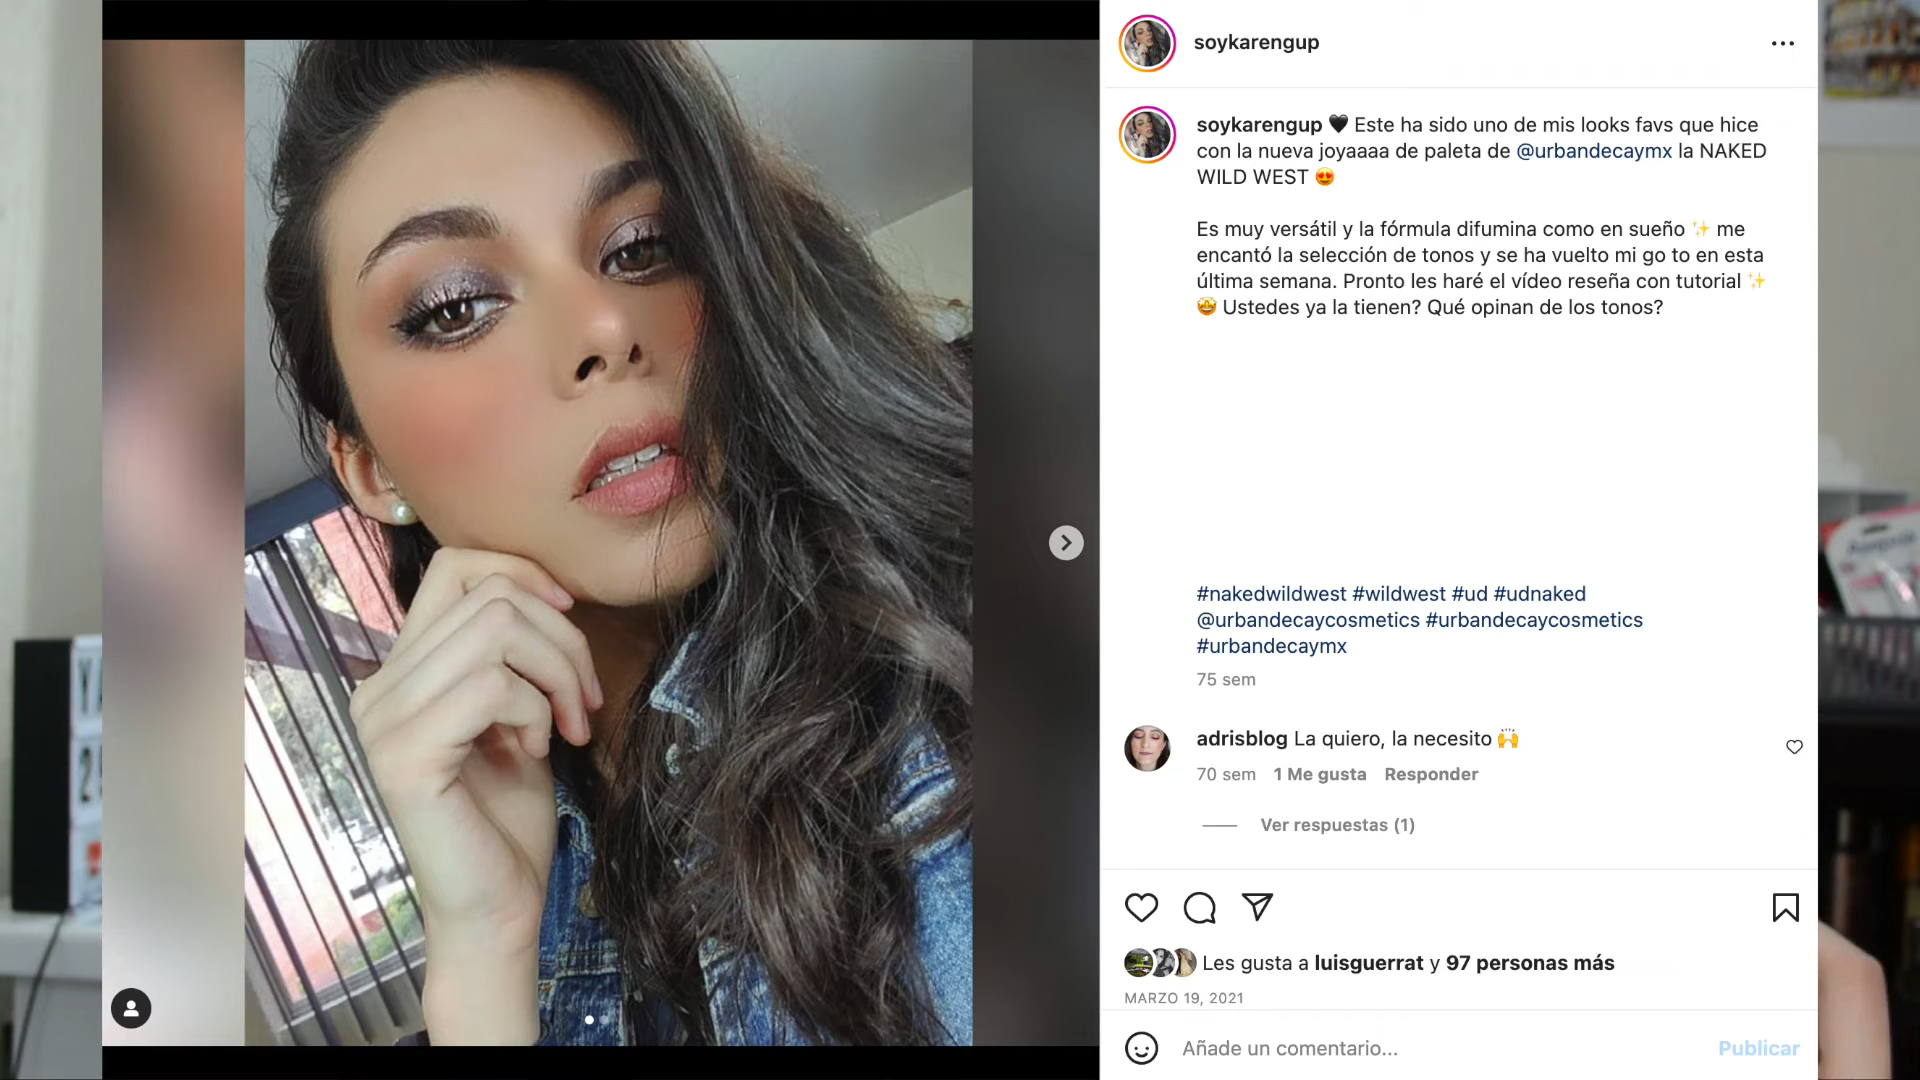 soykarengup
soykarengup 🖤 Este ha sido uno de mis looks favs que hice
con la nueva joyaaaa de paleta de @urbandecaymx la NAKED
WILD WEST 😍
Es muy versátil y la fórmula difumina como en sueño ✨ me
encantó la selección de tonos y se ha vuelto mi go to en esta
última semana. Pronto les haré el vídeo reseña con tutorial ✨
🤩 Ustedes ya la tienen? Qué opinan de los tonos?
#nakedwildwest #wildwest #ud #udnaked
@urbandecaycosmetics #urbandecaycosmetics
#urbandecaymx
75 sem
adrisblog La quiero, la necesito 🙌
70 sem 1 Me gusta Responder
Ver respuestas (1)
Les gusta a luisguerrat y 97 personas más
MARZO 19, 2021
Añade un comentario...
Publicar